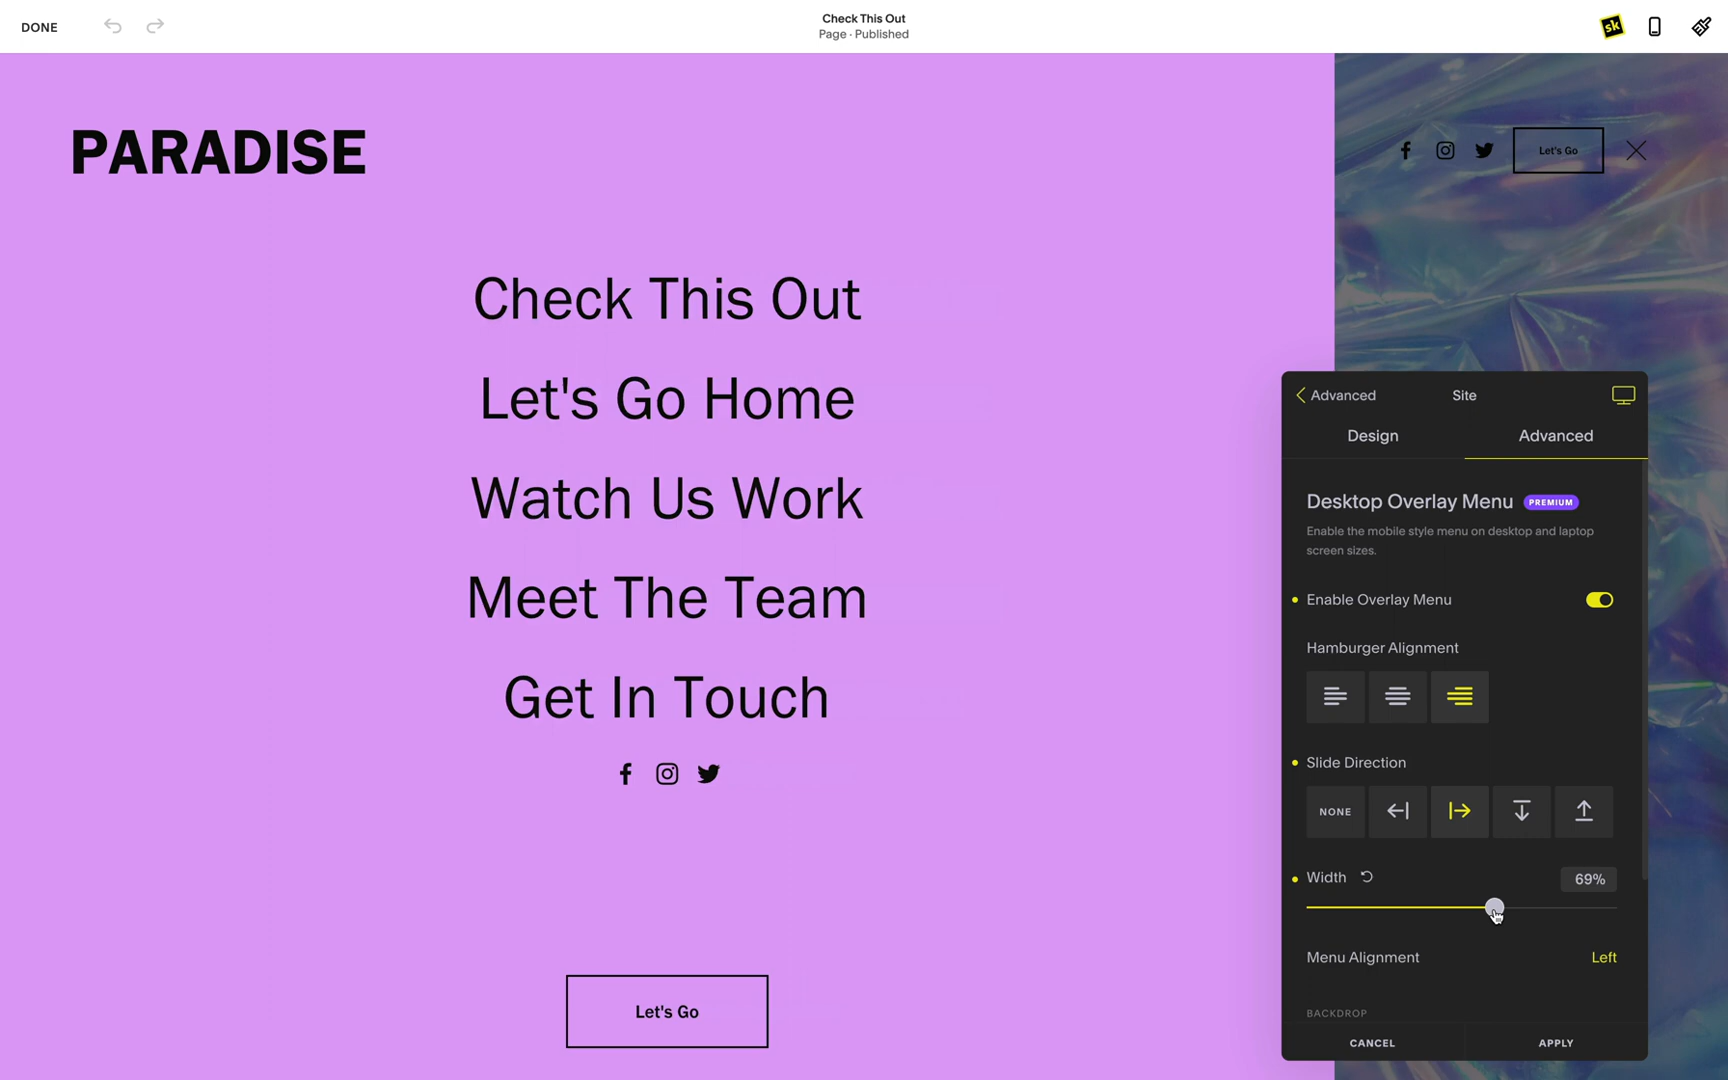 DONE
Check This Out
Page · Published
sk
PARADISE
Let's Go
Check This Out
Let's Go Home
Watch Us Work
Meet The Team
Get In Touch
Let's Go
Advanced
Site
Design
Advanced
Desktop Overlay Menu PREMIUM
Enable the mobile style menu on desktop and laptop
screen sizes.
Enable Overlay Menu
Hamburger Alignment
Slide Direction
NONE
Width
69%
Menu Alignment
Left
BACKDROP
CANCEL
APPLY